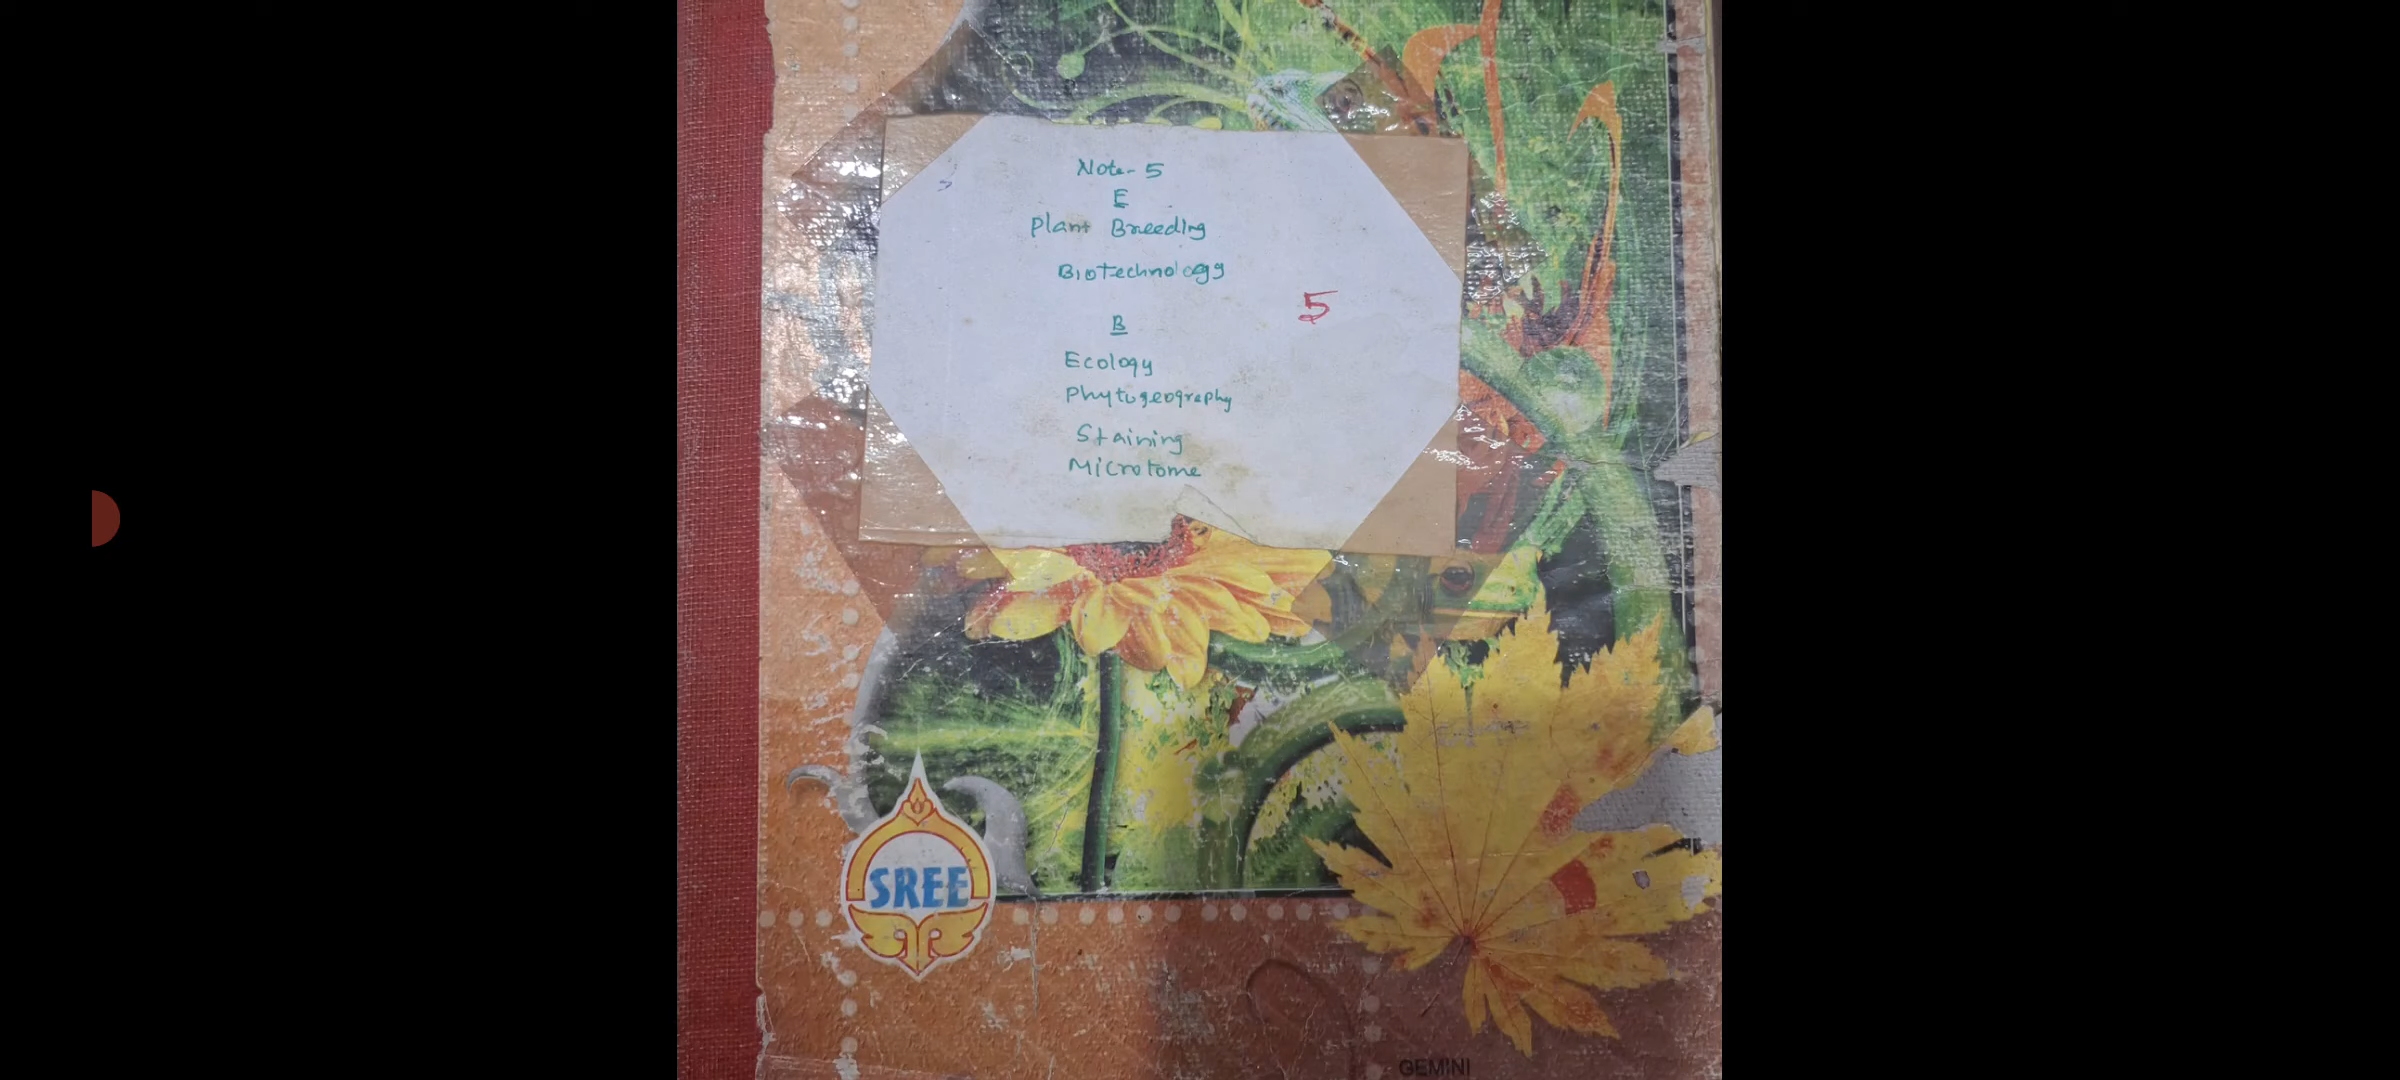 Note-5
E
Plant Breeding
Biotechnology
5
B
Ecology
Phytogeography
Staining
Microtome
SREE
GEMINI